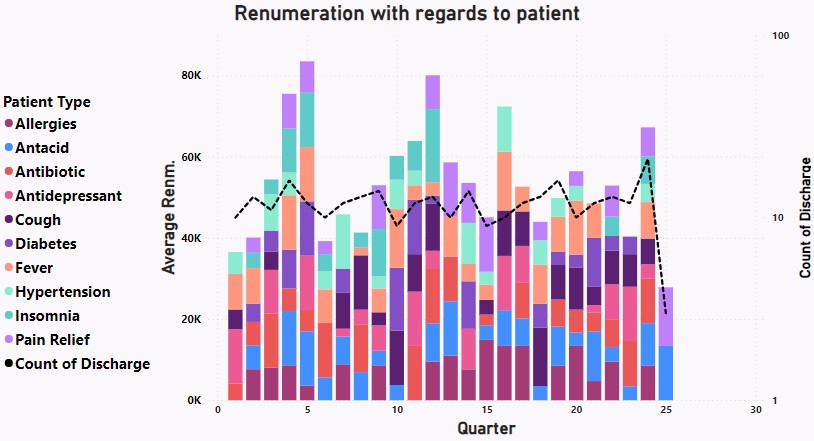 Renumeration with regards to patient
Patient Type
Allergies
Antacid
Antibiotic
Antidepressant
Cough
Diabetes
Fever
Hypertension
Insomnia
Pain Relief
Count of Discharge
Average Renm.
80K
60K
40K
20K
0K
0 5 10 15 20 25 30
Quarter
100
10
1
Count of Discharge